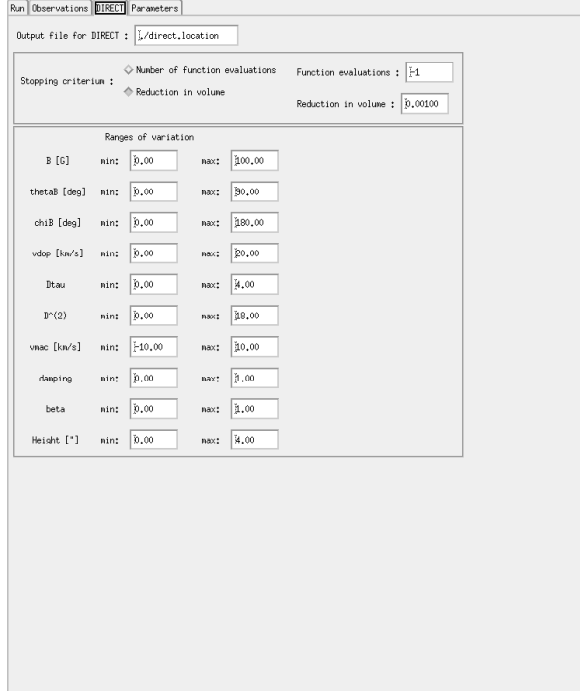 Run Observations DIRECT Parameters
Output file for DIRECT : ./direct.location
Stopping criterium :
Number of function evaluations
Reduction in volume
Function evaluations : -1
Reduction in volume : 0.00100
Ranges of variation
B [G] min: 0.00 max: 100.00
thetaB [deg] min: 0.00 max: 90.00
chiB [deg] min: 0.00 max: 180.00
vdop [km/s] min: 0.00 max: 20.00
Dtau min: 0.00 max: 4.00
D^(2) min: 0.00 max: 18.00
vmac [km/s] min: -10.00 max: 10.00
damping min: 0.00 max: 1.00
beta min: 0.00 max: 1.00
Height ["] min: 0.00 max: 4.00